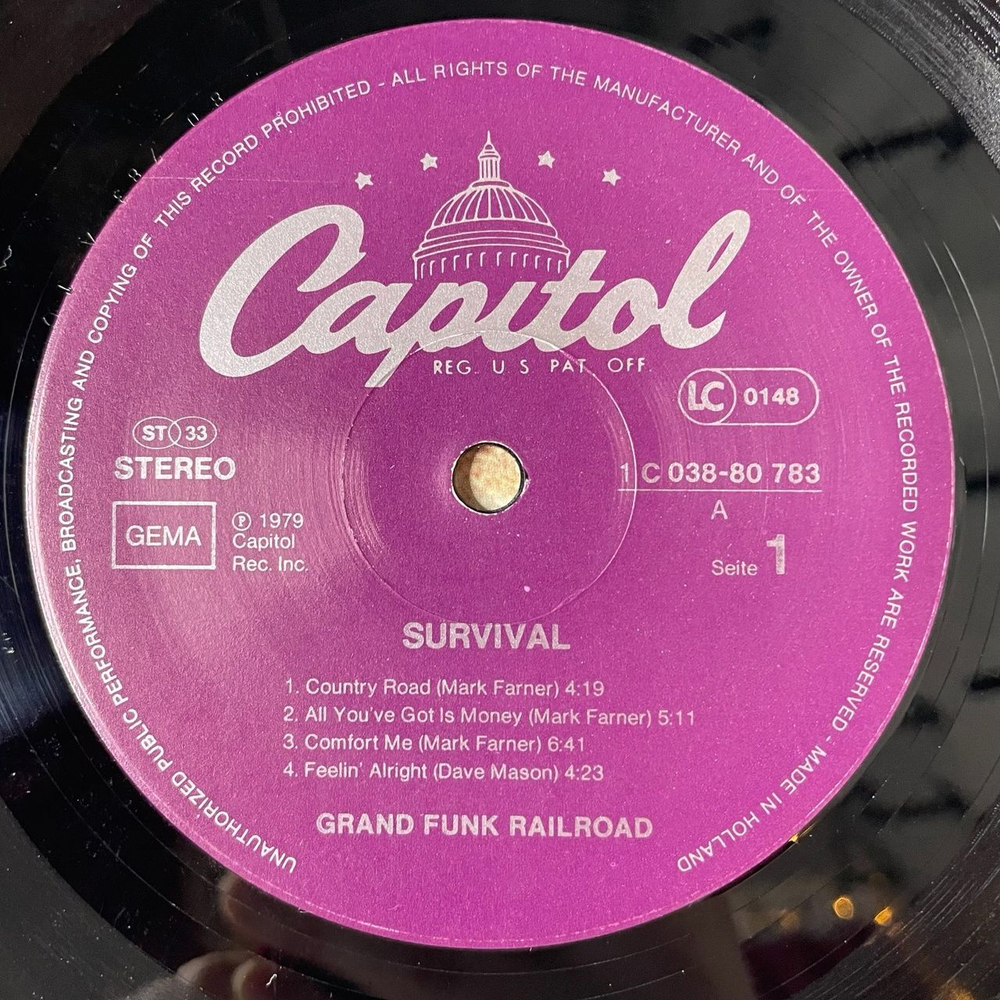 UNAUTHORIZED PUBLIC PERFORMANCE, BROADCASTING AND COPYING OF THIS RECORD PROHIBITED - ALL RIGHTS OF THE MANUFACTURER AND OF THE OWNER OF THE RECORDED WORK ARE RESERVED - MADE IN HOLLAND
Capitol
REG. U S PAT OFF.
LC 0148
ST 33
STEREO
1 C 038-80 783
A
GEMA
℗ 1979
Capitol
Rec. Inc.
Seite 1
SURVIVAL
1. Country Road (Mark Farner) 4:19
2. All You've Got Is Money (Mark Farner) 5:11
3. Comfort Me (Mark Farner) 6:41
4. Feelin' Alright (Dave Mason) 4:23
GRAND FUNK RAILROAD